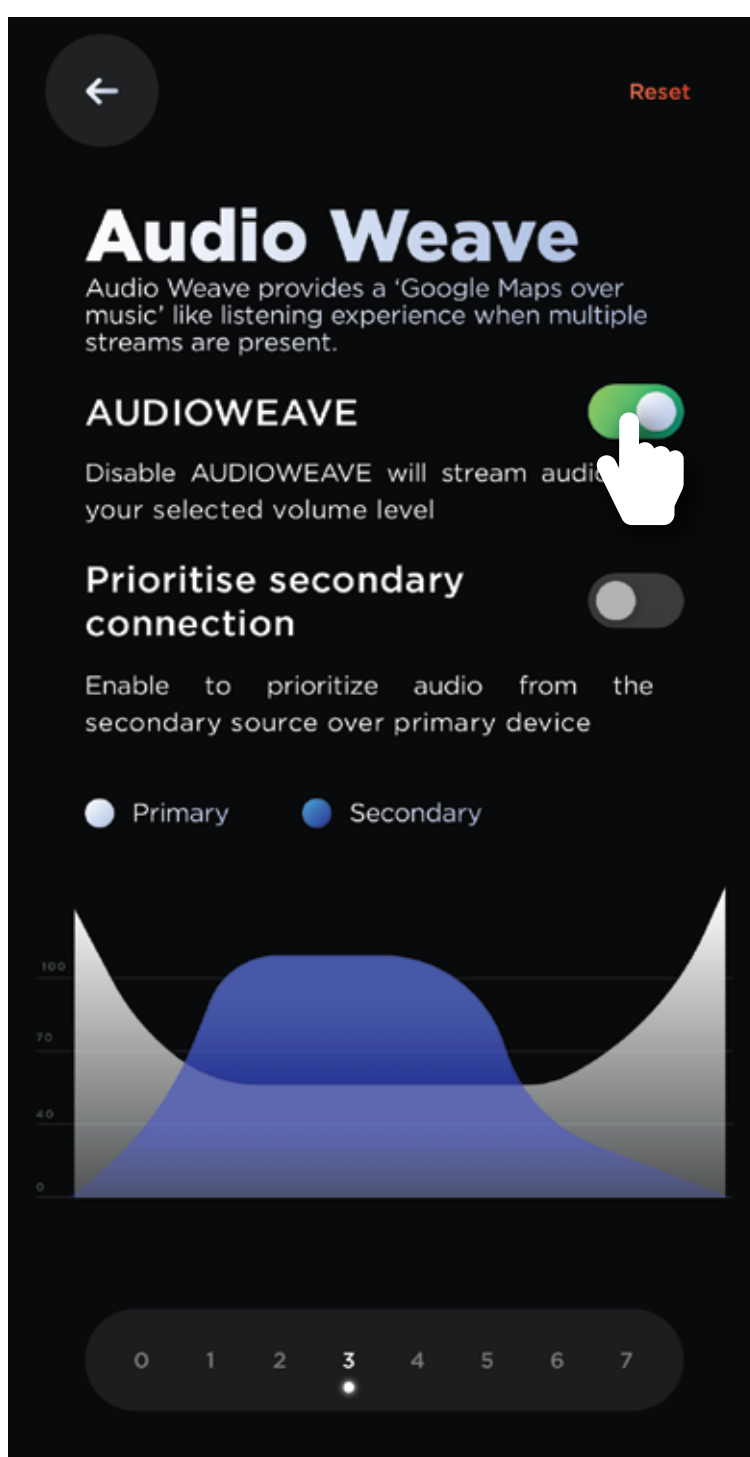 Reset
Audio Weave
Audio Weave provides a ‘Google Maps over
music’ like listening experience when multiple
streams are present.
AUDIOWEAVE
Disable AUDIOWEAVE will stream audio
your selected volume level
Prioritise secondary
connection
Enable to prioritize audio from the
secondary source over primary device
Primary Secondary
100
70
40
0
0 1 2 3 4 5 6 7